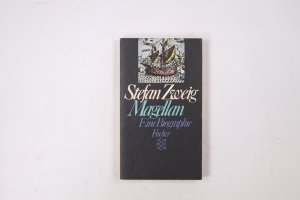 Stefan Zweig
Magellan
Eine Biographie
Fischer